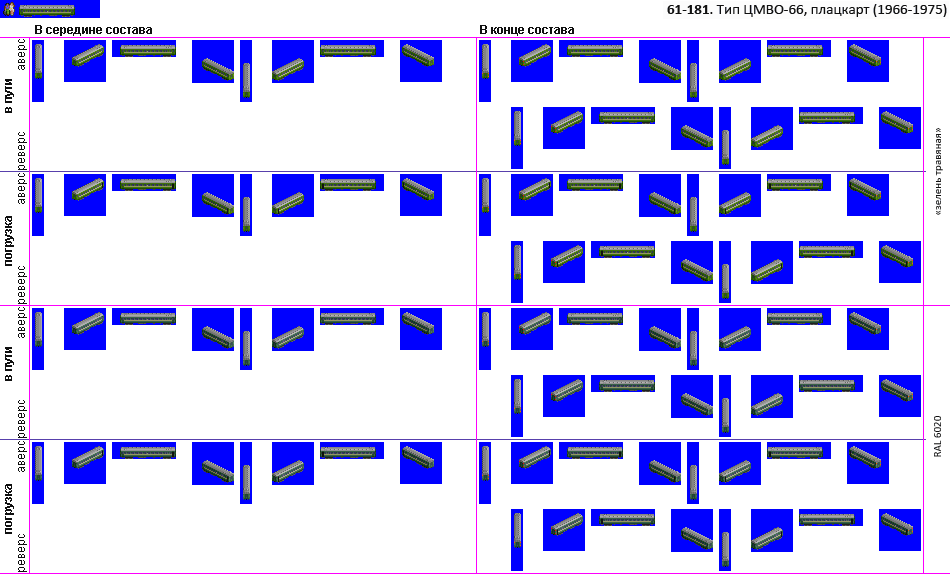 61-181. Тип ЦМВО-66, плацкарт (1966-1975)
В середине состава
В конце состава
в пути
аверс
реверс
погрузка
аверс
реверс
«зелень травяная»
в пути
аверс
реверс
погрузка
аверс
реверс
RAL 6020